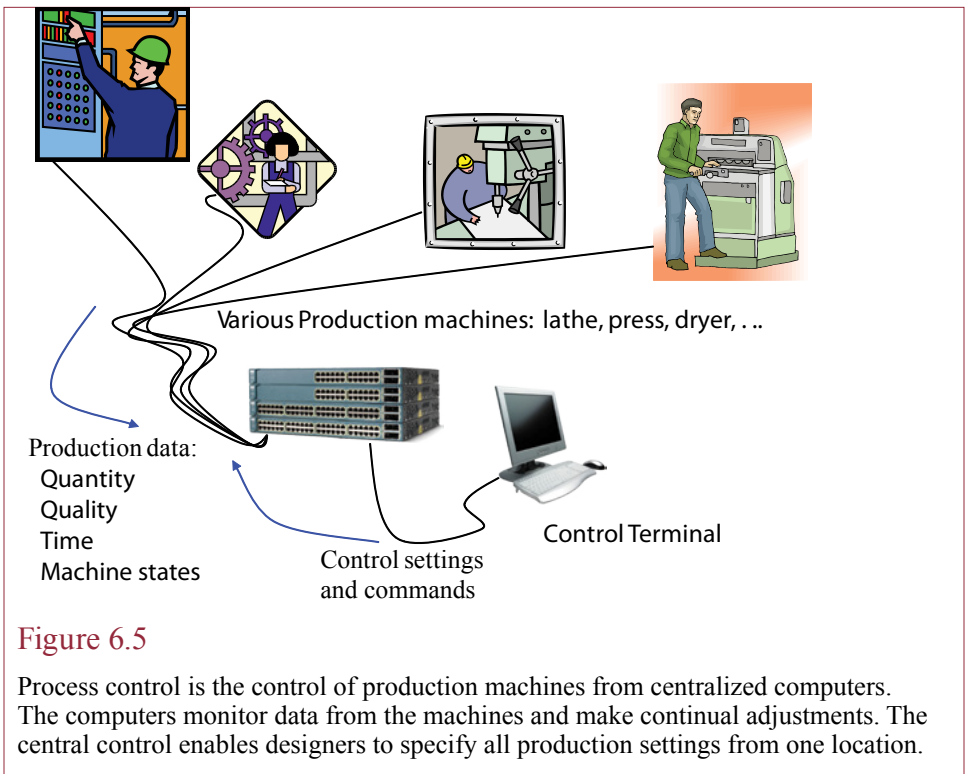 Various Production machines: lathe, press, dryer, . ..
Production data:
Quantity
Quality
Time
Machine states
Control Terminal
Control settings
and commands
Figure 6.5
Process control is the control of production machines from centralized computers.
The computers monitor data from the machines and make continual adjustments. The
central control enables designers to specify all production settings from one location.